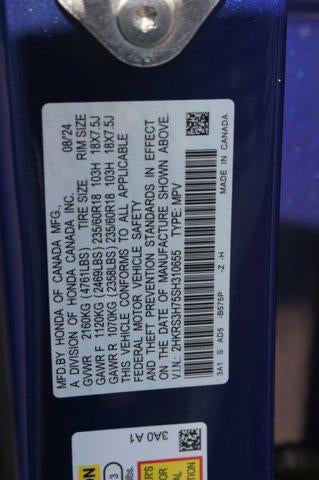 MFD.BY HONDA OF CANADA MFG., 08/24
A DIVISION OF HONDA CANADA INC.
GVWR 2160KG (4761LBS) TIRE SIZE RIM SIZE
GAWR F 1120KG (2469LBS) 235/60R18 103H 18X7.5J
GAWR R 1070KG (2358LBS) 235/60R18 103H 18X7.5J
THIS VEHICLE CONFORMS TO ALL APPLICABLE
FEDERAL MOTOR VEHICLE SAFETY
AND THEFT PREVENTION STANDARDS IN EFFECT
ON THE DATE OF MANUFACTURE SHOWN ABOVE.
V.I.N.: 2HKRS3H75SH310655 TYPE: MPV
3A1 S AD5 -B575P -Z -H
MADE IN CANADA
3A0 A1
3
lbs.